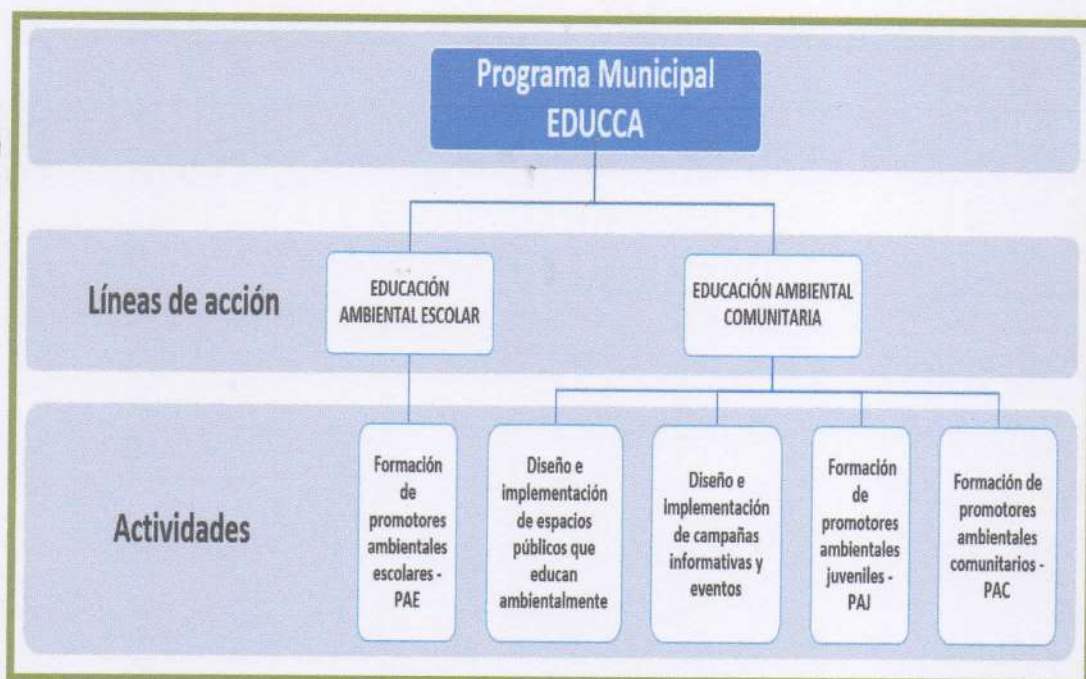 Programa Municipal
EDUCCA
Líneas de acción
EDUCACIÓN
AMBIENTAL ESCOLAR
EDUCACIÓN AMBIENTAL
COMUNITARIA
Actividades
Formación
de
promotores
ambientales
escolares -
PAE
Diseño e
implementación
de espacios
públicos que
educan
ambientalmente
Diseño e
implementación
de campañas
informativas y
eventos
Formación
de
promotores
ambientales
juveniles -
PAJ
Formación de
promotores
ambientales
comunitarios -
PAC